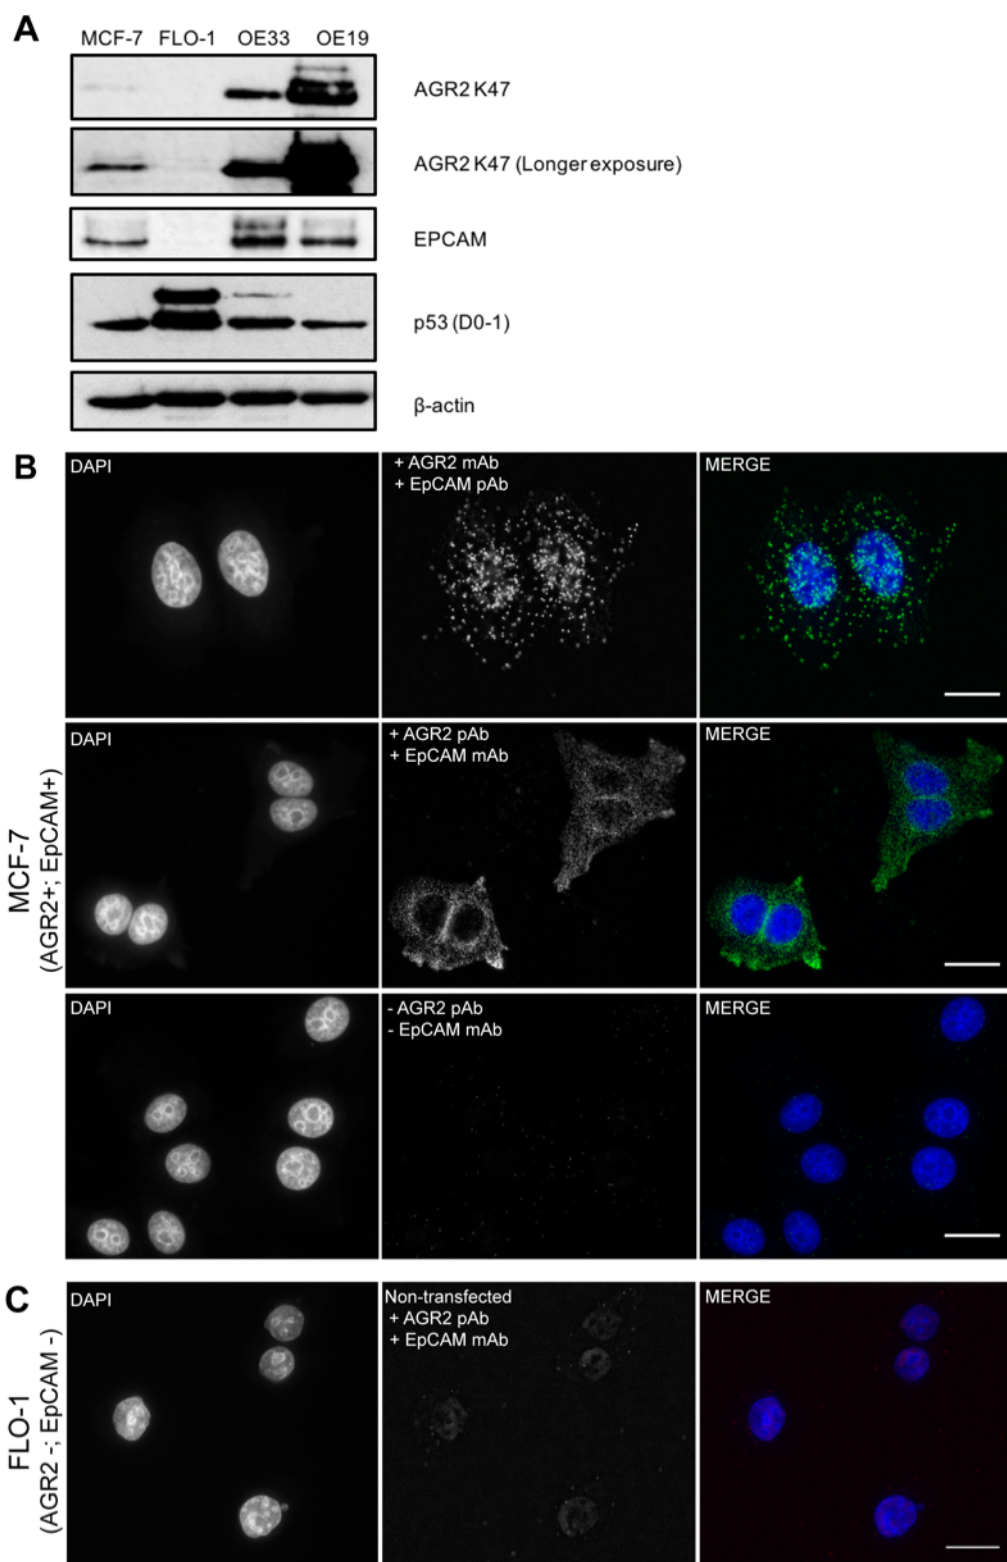 A
MCF-7 FLO-1 OE33 OE19
AGR2 K47
AGR2 K47 (Longer exposure)
EPCAM
p53 (D0-1)
β-actin
B
DAPI
+ AGR2 mAb
+ EpCAM pAb
MERGE
MCF-7
(AGR2+; EpCAM+)
DAPI
+ AGR2 pAb
+ EpCAM mAb
MERGE
DAPI
- AGR2 pAb
- EpCAM mAb
MERGE
C
FLO-1
(AGR2 -; EpCAM -)
DAPI
Non-transfected
+ AGR2 pAb
+ EpCAM mAb
MERGE